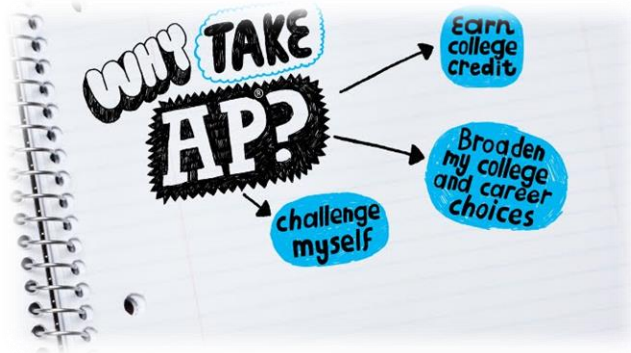 WHY TAKE
AP®?
Earn
college
credit
Broaden
my college
and career
choices
challenge
myself